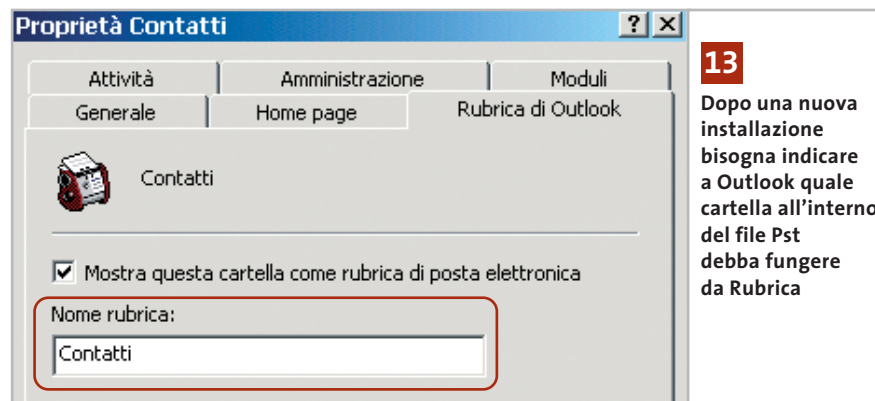 Proprietà Contatti
Attività
Amministrazione
Moduli
Generale
Home page
Rubrica di Outlook
Contatti
Mostra questa cartella come rubrica di posta elettronica
Nome rubrica:
Contatti
13
Dopo una nuova
installazione
bisogna indicare
a Outlook quale
cartella all'interno
del file Pst
debba fungere
da Rubrica